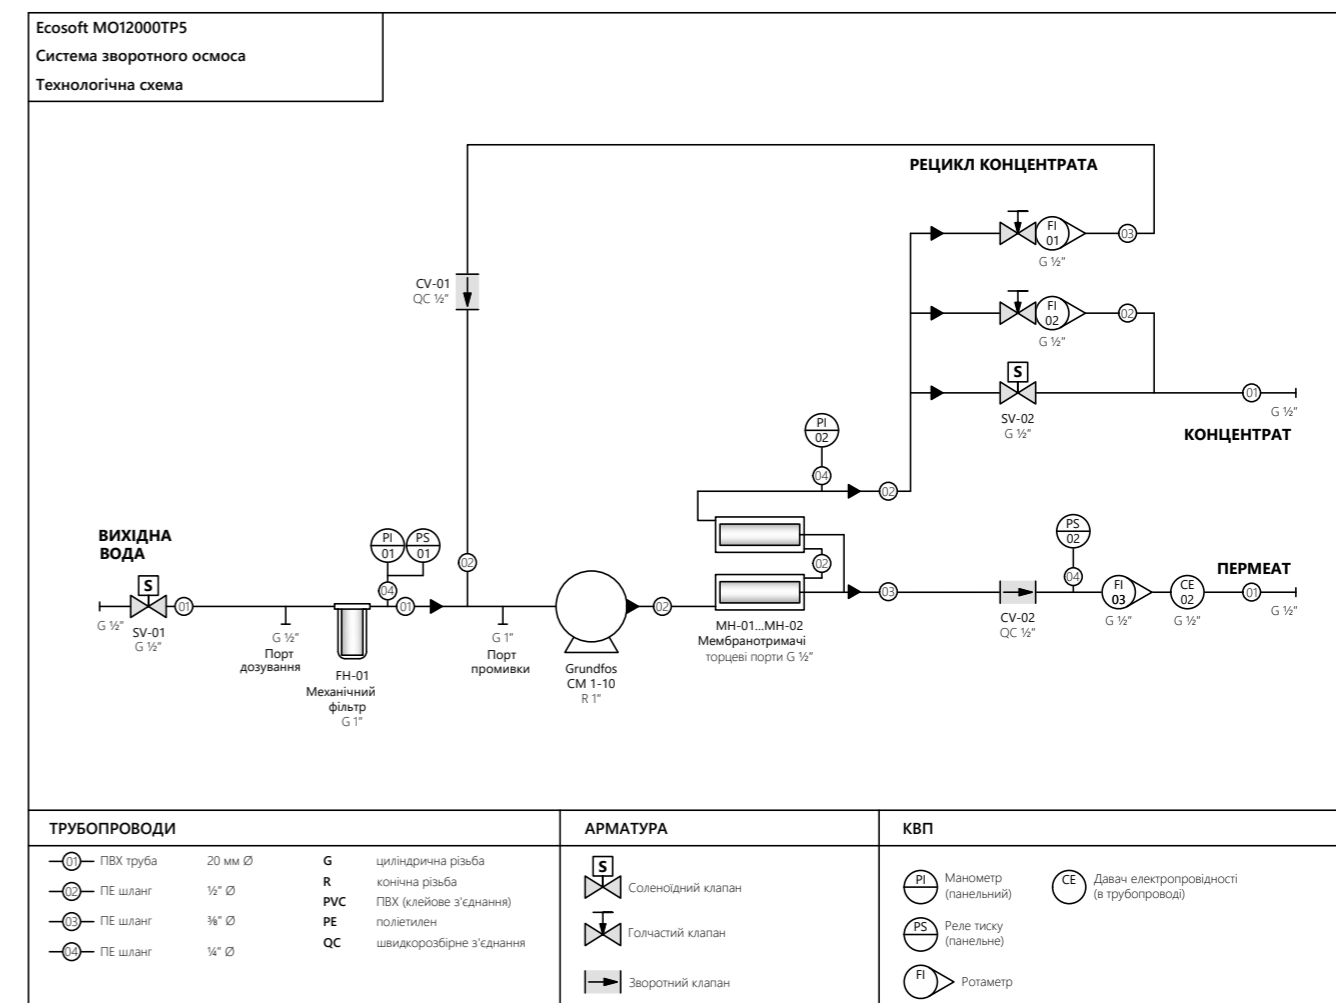 Ecosoft MO12000TP5
Система зворотного осмоса
Технологічна схема
РЕЦИКЛ КОНЦЕНТРАТА
FI
01
03
G ½"
CV-01
QC ½"
FI
02
02
G ½"
S
SV-02
G ½"
01
G ½"
КОНЦЕНТРАТ
PI
02
04
02
ВИХІДНА
ВОДА
S
01
G ½"
SV-01
G ½"
G ½"
Порт
дозування
PI
01
PS
01
04
01
FH-01
Механічний
фільтр
G 1"
02
G 1"
Порт
промивки
Grundfos
CM 1-10
R 1"
02
02
MH-01...MH-02
Мембранотримачі
торцеві порти G ½"
03
CV-02
QC ½"
PS
02
04
FI
03
G ½"
CE
02
G ½"
ПЕРМЕАТ
01
G ½"
ТРУБОПРОВОДИ
01 ПВХ труба 20 мм Ø
02 ПЕ шланг ½" Ø
03 ПЕ шланг ⅜" Ø
04 ПЕ шланг ¼" Ø
G циліндрична різьба
R конічна різьба
PVC ПВХ (клейове з'єднання)
PE поліетилен
QC швидкорозбірне з'єднання
АРМАТУРА
S
Соленоїдний клапан
Голчастий клапан
Зворотний клапан
КВП
PI
Манометр
(панельний)
PS
Реле тиску
(панельне)
FI
Ротаметр
CE
Давач електропровідності
(в трубопроводі)